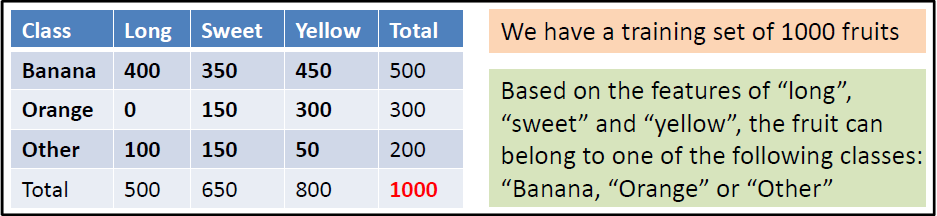 Class Long Sweet Yellow Total
Banana 400 350 450 500
Orange 0 150 300 300
Other 100 150 50 200
Total 500 650 800 1000
We have a training set of 1000 fruits
Based on the features of “long”,
“sweet” and “yellow”, the fruit can
belong to one of the following classes:
“Banana, “Orange” or “Other”